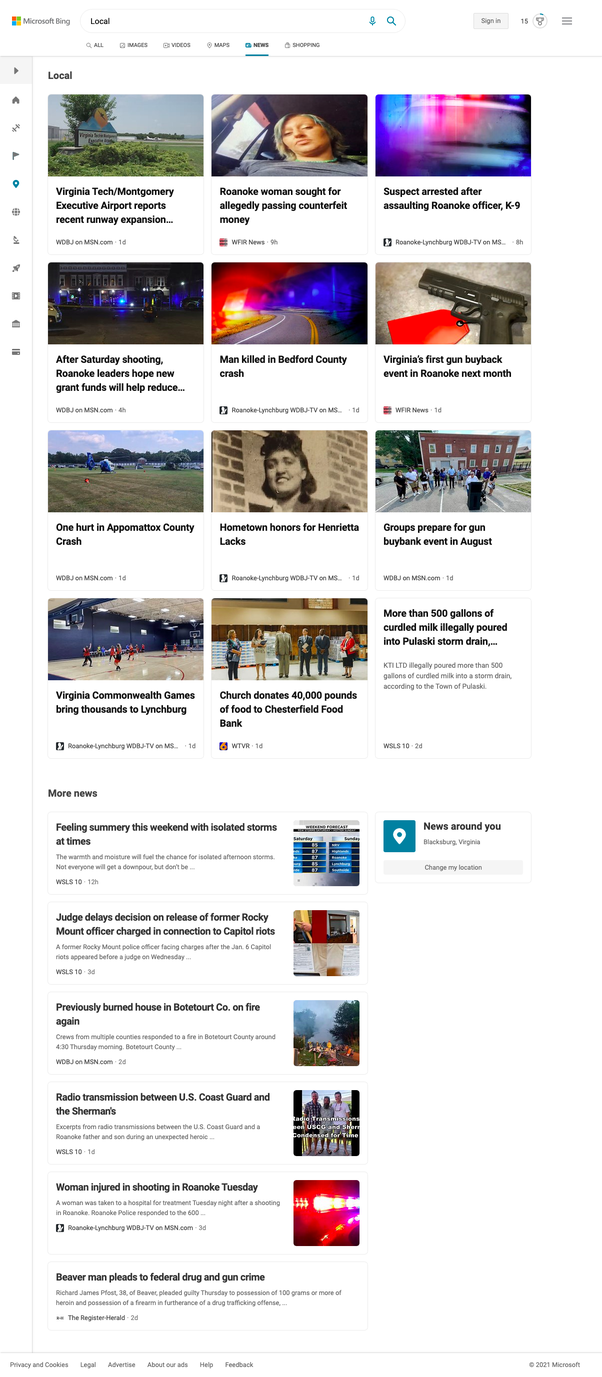 Microsoft Bing
Local
Sign in
15
ALL
IMAGES
VIDEOS
MAPS
NEWS
SHOPPING
Local
Virginia Tech/Montgomery
Executive Airport reports
recent runway expansion...
WDBJ on MSN.com · 1d
Roanoke woman sought for
allegedly passing counterfeit
money
WFIR News · 9h
Suspect arrested after
assaulting Roanoke officer, K-9
Roanoke-Lynchburg WDBJ-TV on MS... · 8h
After Saturday shooting,
Roanoke leaders hope new
grant funds will help reduce...
WDBJ on MSN.com · 4h
Man killed in Bedford County
crash
Roanoke-Lynchburg WDBJ-TV on MS... · 1d
Virginia's first gun buyback
event in Roanoke next month
WFIR News · 1d
One hurt in Appomattox County
Crash
WDBJ on MSN.com · 1d
Hometown honors for Henrietta
Lacks
Roanoke-Lynchburg WDBJ-TV on MS... · 1d
Groups prepare for gun
buybank event in August
WDBJ on MSN.com · 1d
Virginia Commonwealth Games
bring thousands to Lynchburg
Roanoke-Lynchburg WDBJ-TV on MS... · 1d
Church donates 40,000 pounds
of food to Chesterfield Food
Bank
WTVR · 1d
More than 500 gallons of
curdled milk illegally poured
into Pulaski storm drain,...
KTI LTD illegally poured more than 500
gallons of curdled milk into a storm drain,
according to the Town of Pulaski.
WSLS 10 · 2d
More news
Feeling summery this weekend with isolated storms
at times
The warmth and moisture will fuel the chance for isolated afternoon storms.
Not everyone will get a downpour, but don't be ...
WSLS 10 · 12h
WEEKEND FORECAST
Saturday
Sunday
85
NRV
87
Highlands
87
Roanoke
85
Lynchburg
87
Southside
News around you
Blacksburg, Virginia
Change my location
Judge delays decision on release of former Rocky
Mount officer charged in connection to Capitol riots
A former Rocky Mount police officer facing charges after the Jan. 6 Capitol
riots appeared before a judge on Wednesday ...
WSLS 10 · 3d
Previously burned house in Botetourt Co. on fire
again
Crews from multiple counties responded to a fire in Botetourt County around
4:30 Thursday morning. Botetourt County ...
WDBJ on MSN.com · 2d
Radio transmission between U.S. Coast Guard and
the Sherman's
Excerpts from radio transmissions between the U.S. Coast Guard and a
Roanoke father and son during an unexpected heroic ...
WSLS 10 · 1d
adio Transmissions
een USCG and Sherr
Condensed for Time
Woman injured in shooting in Roanoke Tuesday
A woman was taken to a hospital for treatment Tuesday night after a shooting
in Roanoke. Roanoke Police responded to the 600 ...
Roanoke-Lynchburg WDBJ-TV on MSN.com · 3d
Beaver man pleads to federal drug and gun crime
Richard James Pfost, 38, of Beaver, pleaded guilty Thursday to possession of 100 grams or more of
heroin and possession of a firearm in furtherance of a drug trafficking offense, ...
The Register-Herald · 2d
Privacy and Cookies
Legal
Advertise
About our ads
Help
Feedback
© 2021 Microsoft